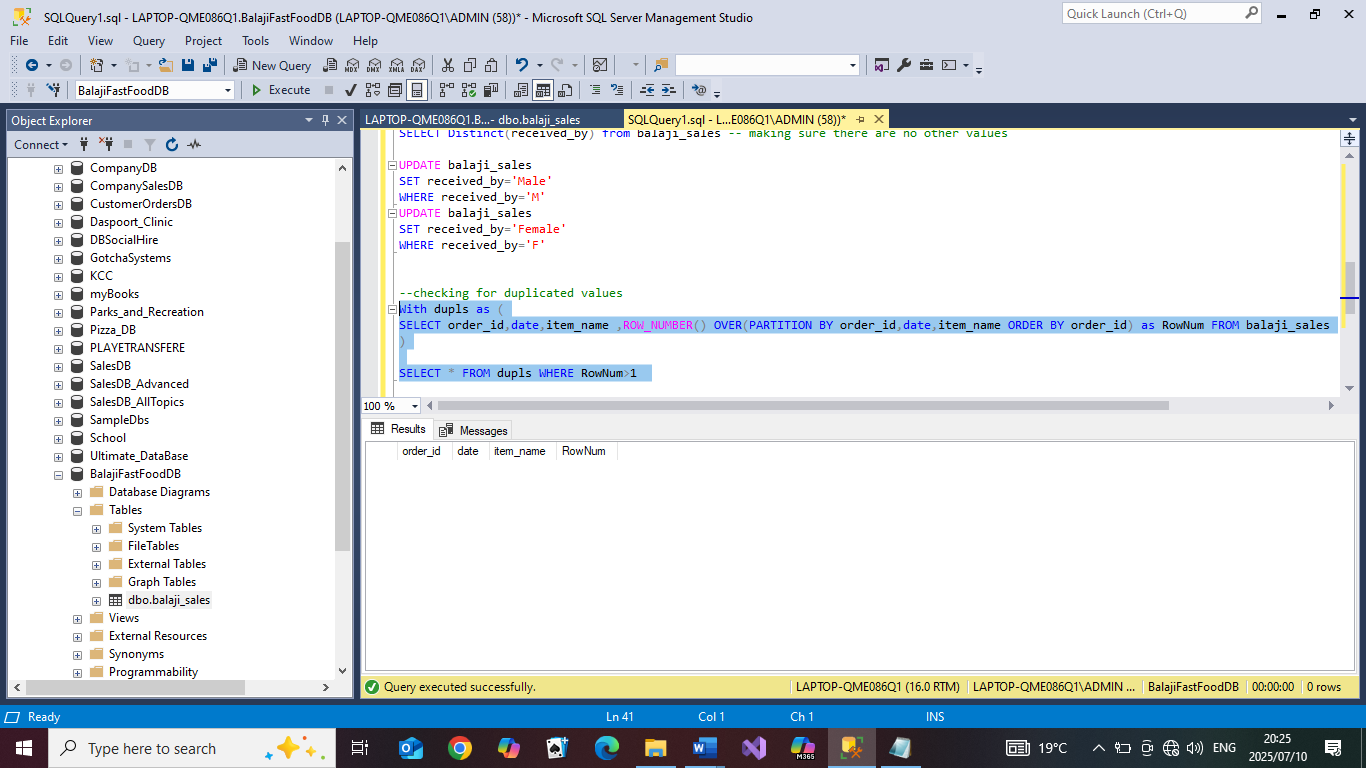 SQLQuery1.sql - LAPTOP-QME086Q1.BalajiFastFoodDB (LAPTOP-QME086Q1\ADMIN (58))* - Microsoft SQL Server Management Studio
Quick Launch (Ctrl+Q)
File Edit View Query Project Tools Window Help
New Query MDX DMX XMLA DAX
BalajiFastFoodDB Execute
Object Explorer
LAPTOP-QME086Q1.B...- dbo.balaji_sales
SQLQuery1.sql - L...E086Q1\ADMIN (58))*
Connect
CompanyDB
CompanySalesDB
CustomerOrdersDB
Daspoort_Clinic
DBSocialHire
GotchaSystems
KCC
myBooks
Parks_and_Recreation
Pizza_DB
PLAYETRANSFERE
SalesDB
SalesDB_Advanced
SalesDB_AllTopics
SampleDbs
School
Ultimate_DataBase
BalajiFastFoodDB
Database Diagrams
Tables
System Tables
FileTables
External Tables
Graph Tables
dbo.balaji_sales
Views
External Resources
Synonyms
Programmability
SELECT Distinct(received_by) from balaji_sales -- making sure there are no other values
UPDATE balaji_sales
SET received_by='Male'
WHERE received_by='M'
UPDATE balaji_sales
SET received_by='Female'
WHERE received_by='F'
--checking for duplicated values
With dupls as (
SELECT order_id,date,item_name ,ROW_NUMBER() OVER(PARTITION BY order_id,date,item_name ORDER BY order_id) as RowNum FROM balaji_sales
)
SELECT * FROM dupls WHERE RowNum>1
100 %
Results Messages
order_id date item_name RowNum
Query executed successfully. LAPTOP-QME086Q1 (16.0 RTM) LAPTOP-QME086Q1\ADMIN ... BalajiFastFoodDB 00:00:00 0 rows
Ready Ln 41 Col 1 Ch 1 INS
Type here to search
M365
19°C
ENG
20:25
2025/07/10